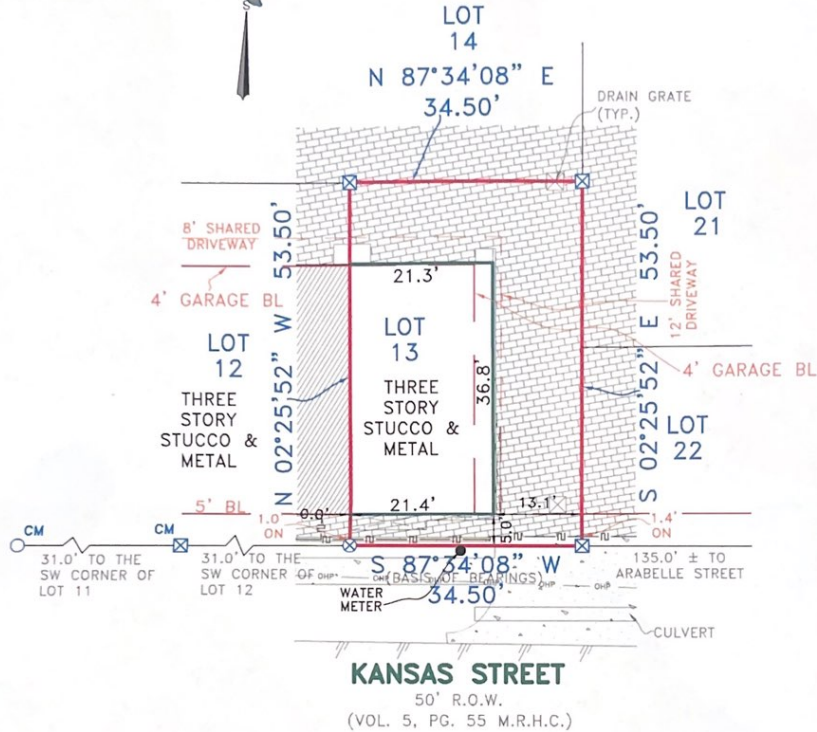 S
LOT
14
N 87°34'08" E
34.50'
DRAIN GRATE
(TYP.)
LOT
21
8' SHARED
DRIVEWAY
4' GARAGE BL
21.3'
53.50'
53.50'
12' SHARED
DRIVEWAY
LOT
12
LOT
13
THREE
STORY
STUCCO &
METAL
THREE
STORY
STUCCO &
METAL
36.8'
4' GARAGE BL
LOT
22
N 02°25'52" W
S 02°25'52" E
5' BL
0.0'
21.4'
13.1'
1.0'
ON
5.0'
1.4'
ON
CM
CM
31.0' TO THE
SW CORNER OF
LOT 11
31.0' TO THE
SW CORNER OF
LOT 12
S 87°34'08" W
OHP
OHP
(BASIS OF BEARINGS)
OHP
OHP
34.50'
135.0' ± TO
ARABELLE STREET
WATER
METER
CULVERT
KANSAS STREET
50' R.O.W.
(VOL. 5, PG. 55 M.R.H.C.)